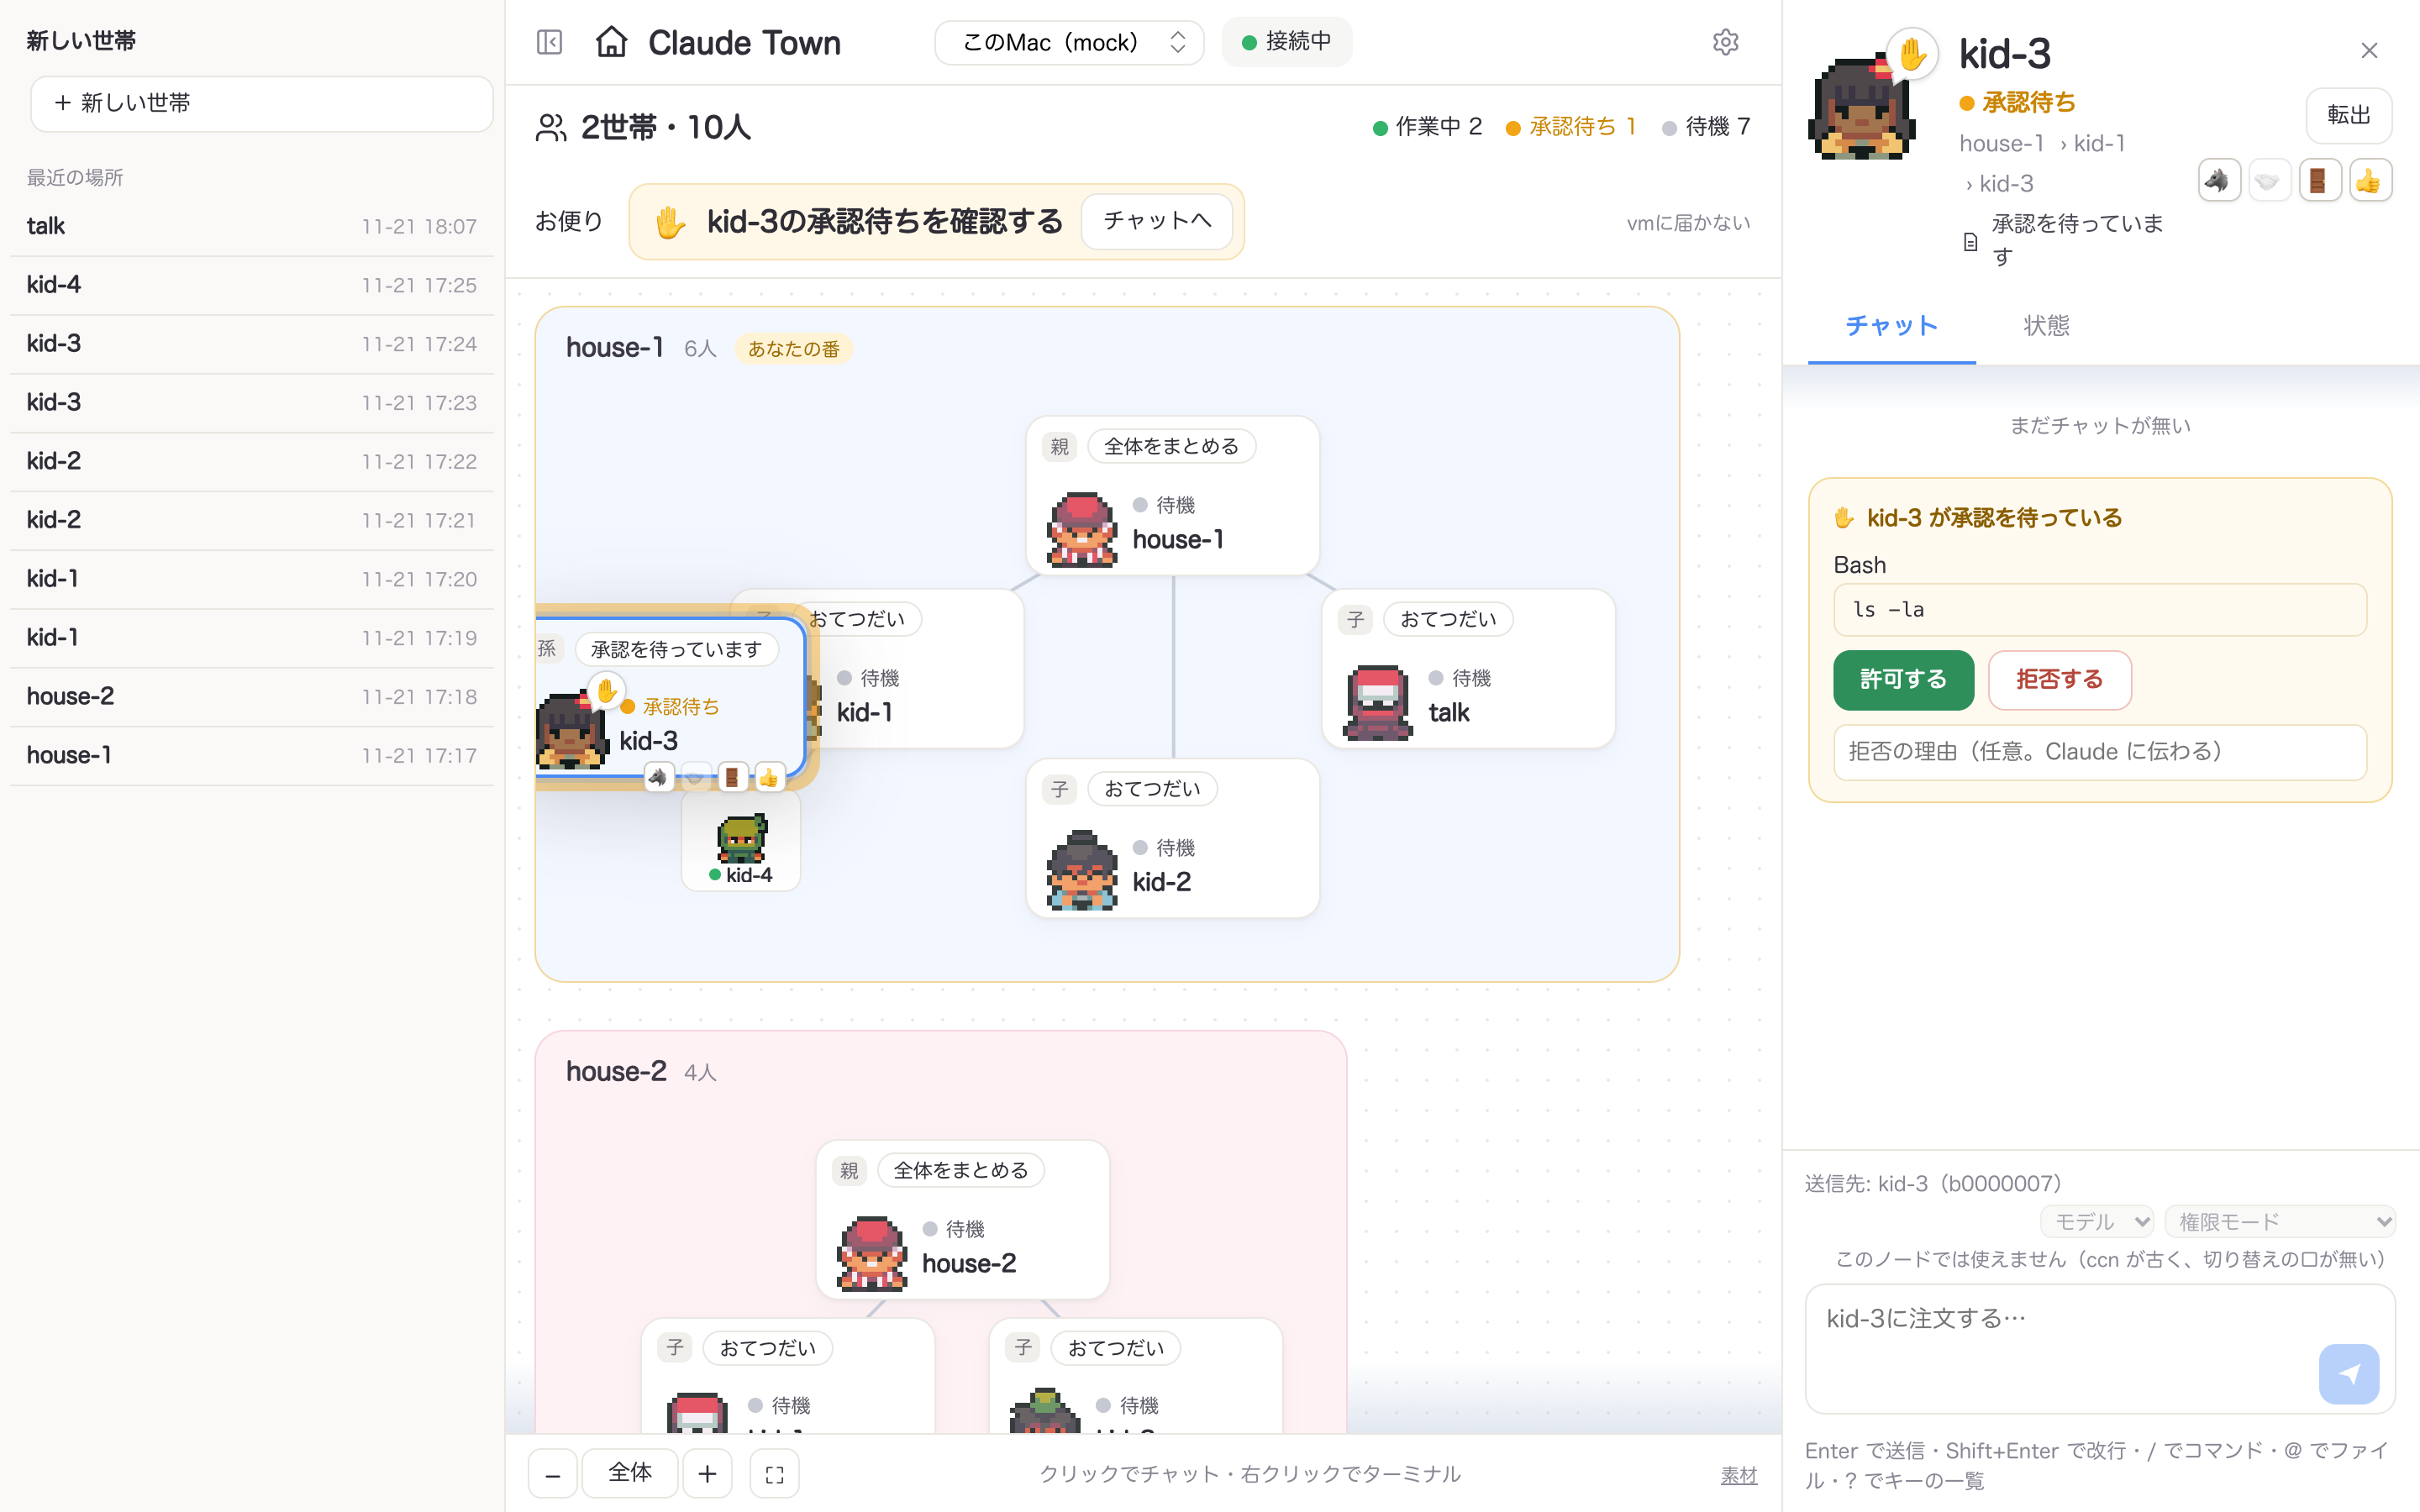 新しい世帯
+ 新しい世帯
最近の場所
talk 11-21 18:07
kid-4 11-21 17:25
kid-3 11-21 17:24
kid-3 11-21 17:23
kid-2 11-21 17:22
kid-2 11-21 17:21
kid-1 11-21 17:20
kid-1 11-21 17:19
house-2 11-21 17:18
house-1 11-21 17:17
Claude Town
このMac（mock）
接続中
2世帯・10人
作業中 2 承認待ち 1 待機 7
お便り
kid-3の承認待ちを確認する
チャットへ
vmに届かない
house-1 6人 あなたの番
親 全体をまとめる
待機
house-1
おてつだい
待機
kid-1
子 おてつだい
待機
talk
孫 承認を待っています
承認待ち
kid-3
kid-4
子 おてつだい
待機
kid-2
house-2 4人
親 全体をまとめる
待機
house-2
子 おてつだい
待機
子 おてつだい
待機
− 全体 +
クリックでチャット・右クリックでターミナル
素材
kid-3
承認待ち
転出
house-1 › kid-1
› kid-3
承認を待っていま
す
チャット 状態
まだチャットが無い
kid-3 が承認を待っている
Bash
ls -la
許可する 拒否する
拒否の理由（任意。Claude に伝わる）
送信先: kid-3（b0000007）
モデル 権限モード
このノードでは使えません（ccn が古く、切り替えの口が無い）
kid-3に注文する…
Enter で送信・Shift+Enter で改行・/ でコマンド・@ でファイ
ル・? でキーの一覧